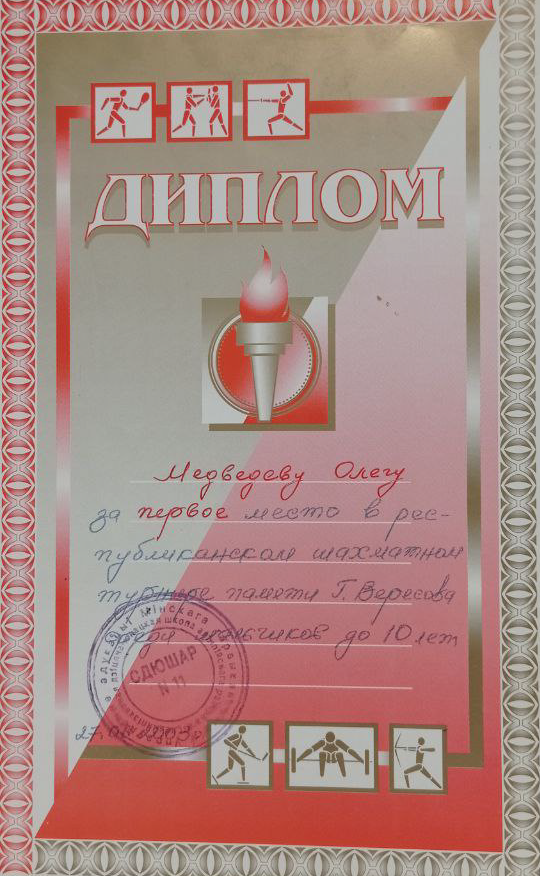 ДИПЛОМ
Медведеву Олегу
за первое место в рес-
публиканском шахматном
турнире памяти Г. Вересова
для мальчиков до 10 лет
СДЮШАР
N 11
Мінскага